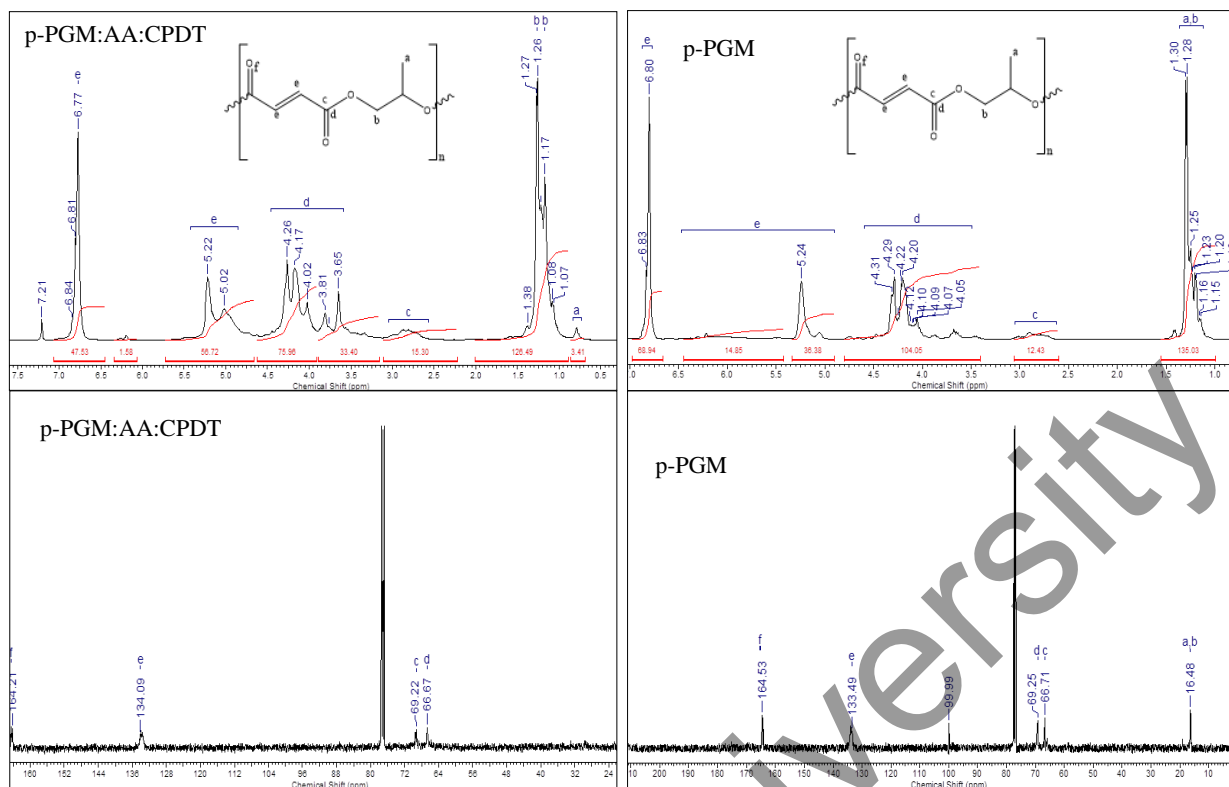 p-PGM:AA:CPDT
e
6.84
6.81
6.77
7.21
e
5.22
5.02
d
4.26
4.17
4.02
3.81
3.65
c
b b
1.38
1.27
1.26
1.17
1.08
1.07
a
f
O
e
e
c
d
O
O
b
a
O
n
47.53
1.58
56.72
75.96
33.40
15.30
126.49
3.41
7.5 7.0 6.5 6.0 5.5 5.0 4.5 4.0 3.5 3.0 2.5 2.0 1.5 1.0 0.5
Chemical Shift (ppm)
p-PGM
e
6.83
6.80
e
5.24
d
4.31
4.29
4.22
4.20
4.12
4.10
4.09
4.07
4.05
c
a,b
1.30
1.28
1.25
1.23
1.20
1.16
1.15
f
O
e
e
c
d
O
O
b
a
O
n
68.94
14.85
36.38
104.05
12.43
135.03
.0 6.5 6.0 5.5 5.0 4.5 4.0 3.5 3.0 2.5 2.0 1.5 1.0
Chemical Shift (ppm)
p-PGM:AA:CPDT
f
164.21
e
134.09
c d
69.22
66.67
160 152 144 136 128 120 112 104 96 88 80 72 64 56 48 40 32 24
Chemical Shift (ppm)
p-PGM
f
164.53
e
133.49
99.99
d c
69.25
66.71
a,b
16.48
210 200 190 180 170 160 150 140 130 120 110 100 90 80 70 60 50 40 30 20 10
Chemical Shift (ppm)
iversity